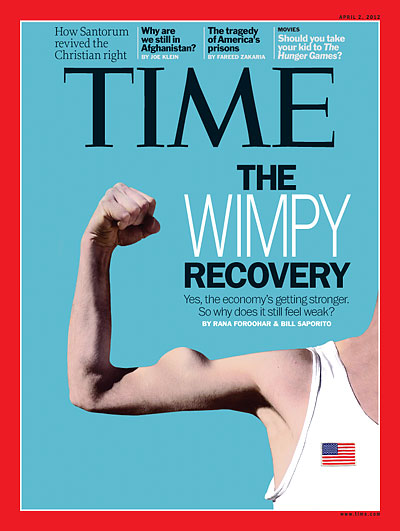 APRIL 2, 2012
How Santorum
revived the
Christian right
Why are
we still in
Afghanistan?
BY JOE KLEIN
The tragedy
of America's
prisons
BY FAREED ZAKARIA
MOVIES
Should you take
your kid to The
Hunger Games?
TIME
THE
WIMPY
RECOVERY
Yes, the economy's getting stronger.
So why does it still feel weak?
BY RANA FOROOHAR & BILL SAPORITO
www.time.com